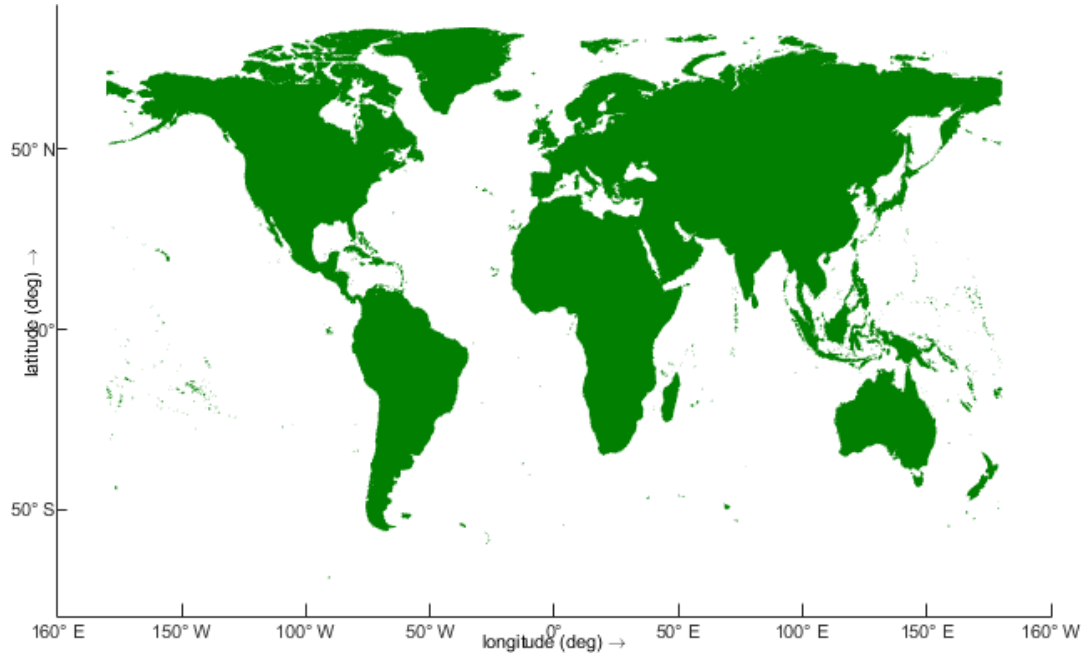 50° N
latitude (deg) →
0°
50° S
160° E 150° W 100° W 50° W 0° 50° E 100° E 150° E 160° W
longitude (deg) →